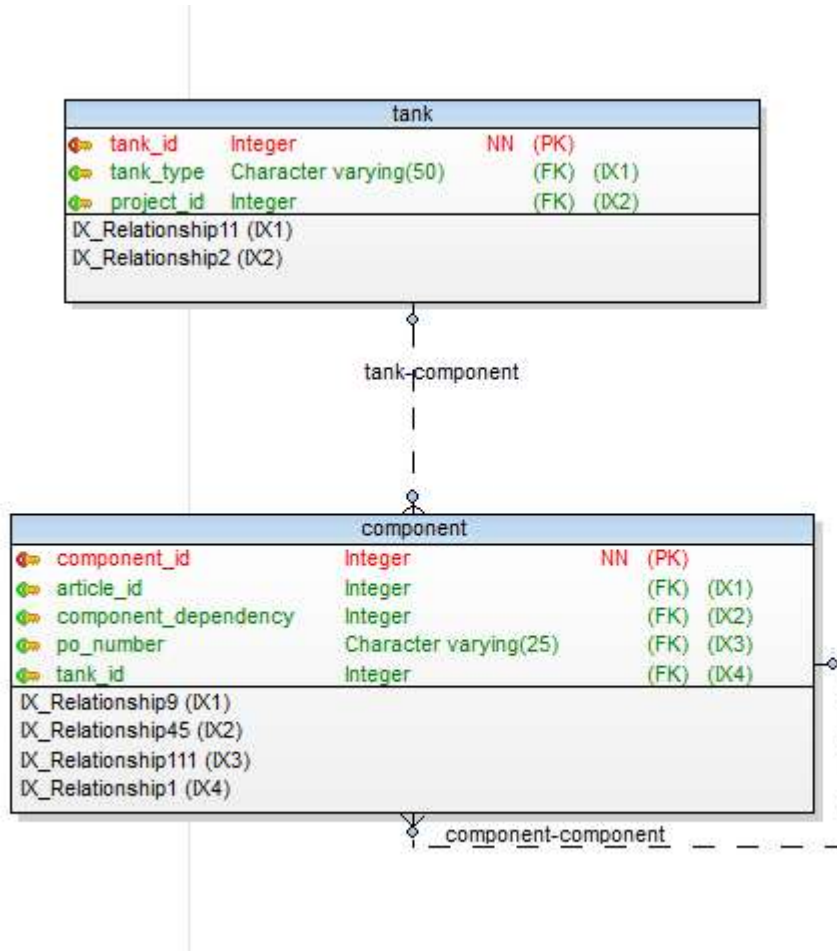 tank
tank_id Integer NN (PK)
tank_type Character varying(50) (FK) (IX1)
project_id Integer (FK) (IX2)
IX_Relationship11 (IX1)
IX_Relationship2 (IX2)
tank-component
component
component_id Integer NN (PK)
article_id Integer (FK) (IX1)
component_dependency Integer (FK) (IX2)
po_number Character varying(25) (FK) (IX3)
tank_id Integer (FK) (IX4)
IX_Relationship9 (IX1)
IX_Relationship45 (IX2)
IX_Relationship111 (IX3)
IX_Relationship1 (IX4)
component-component